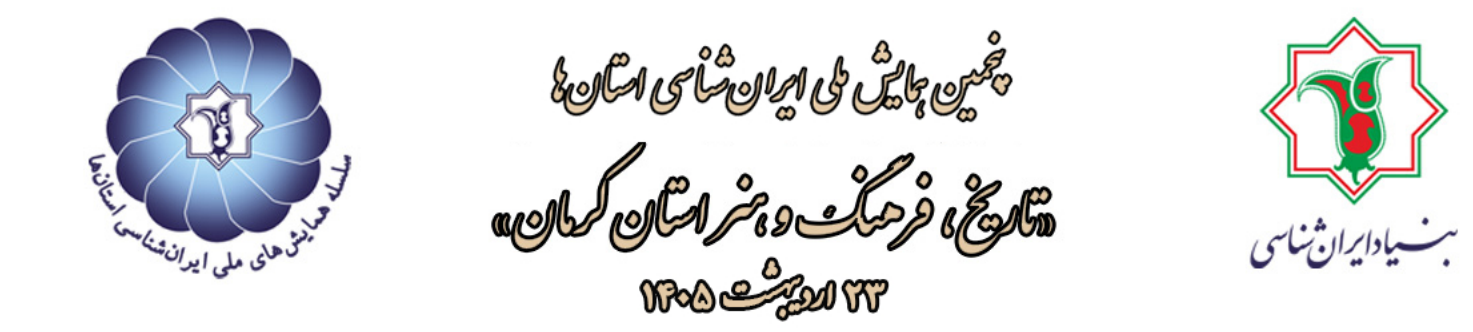 پنجمین همایش ملی ایران‌شناسی استان‌ها
«تاریخ، فرهنگ و هنر استان کرمان»
۲۳ اردیبهشت ۱۴۰۵
بنیاد ایران‌شناسی
سلسله همایش‌های ملی ایران‌شناسی استان‌ها